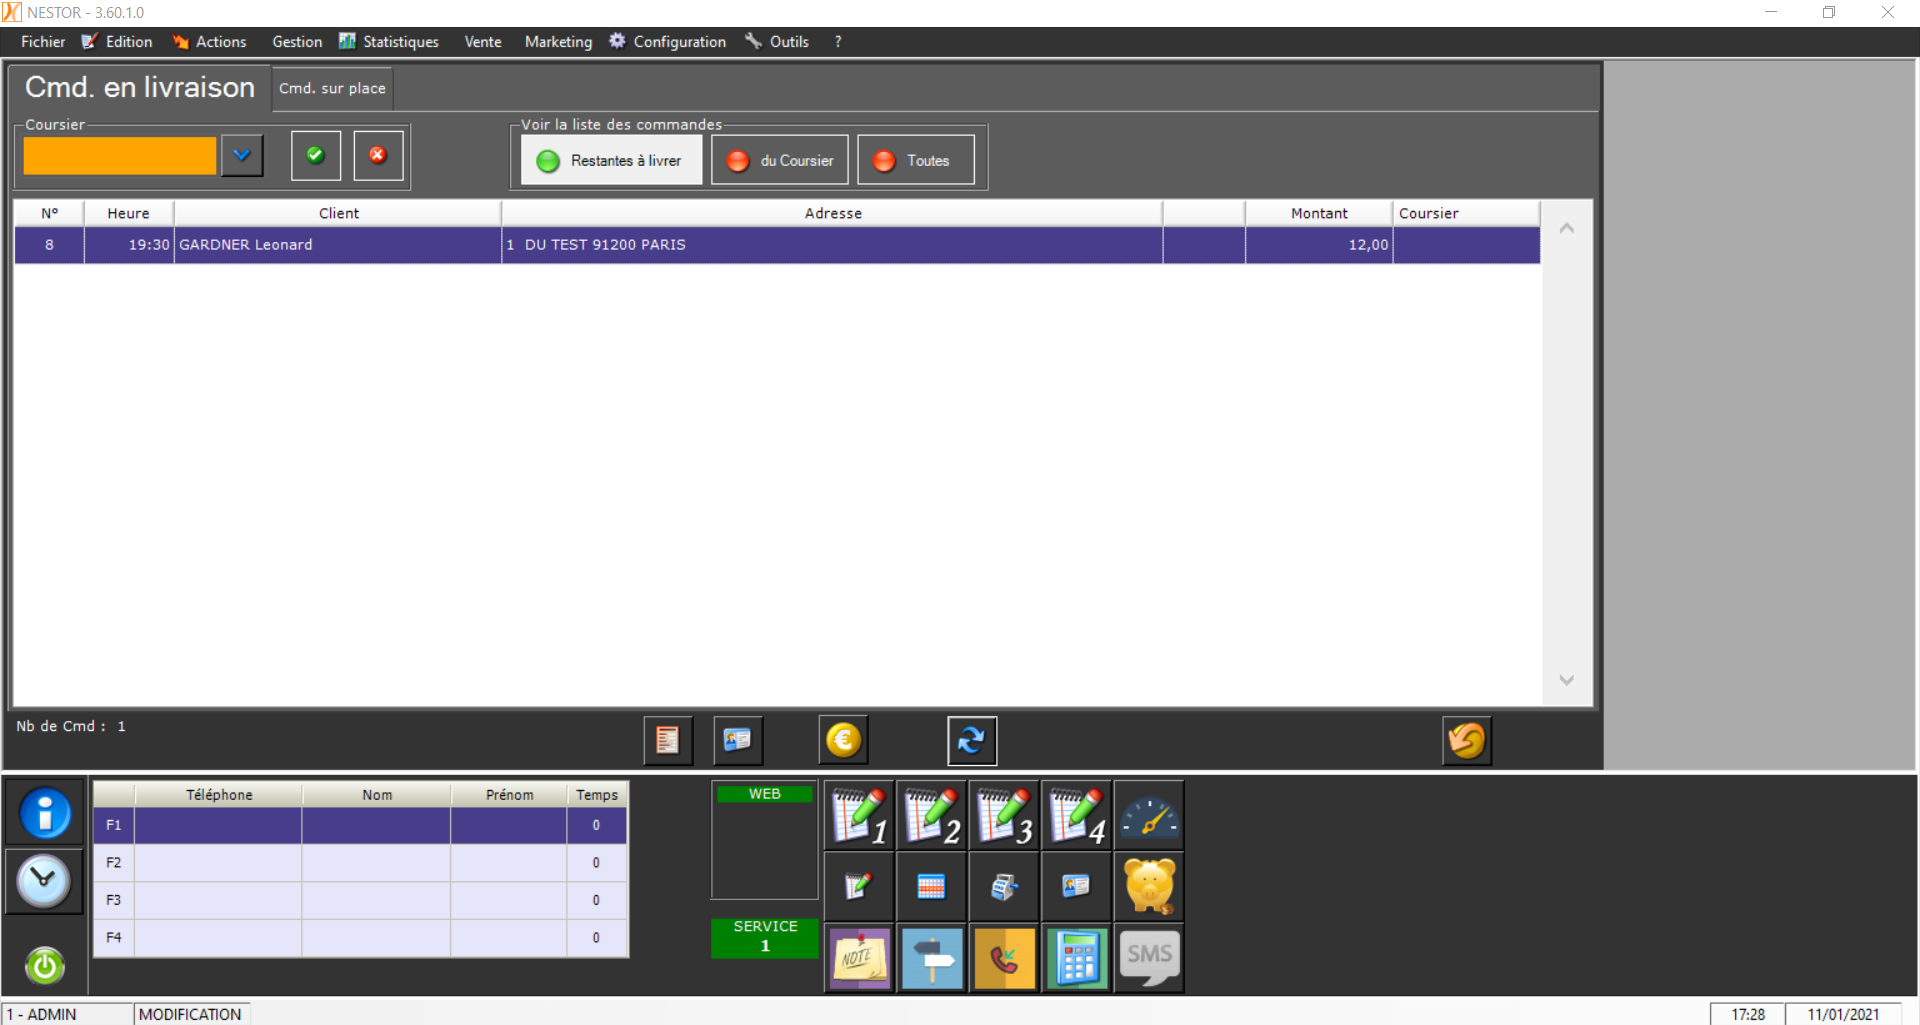 NESTOR - 3.60.1.0
Fichier Edition Actions Gestion Statistiques Vente Marketing Configuration Outils ?
Cmd. en livraison Cmd. sur place
Coursier Voir la liste des commandes
Restantes à livrer du Coursier Toutes
N° Heure Client Adresse Montant Coursier
8 19:30 GARDNER Leonard 1 DU TEST 91200 PARIS 12,00
Nb de Cmd : 1
Téléphone Nom Prénom Temps
F1 0
F2 0
F3 0
F4 0
WEB
SERVICE
1
1 2 3 4
NOTE
SMS
1 - ADMIN MODIFICATION 17:28 11/01/2021